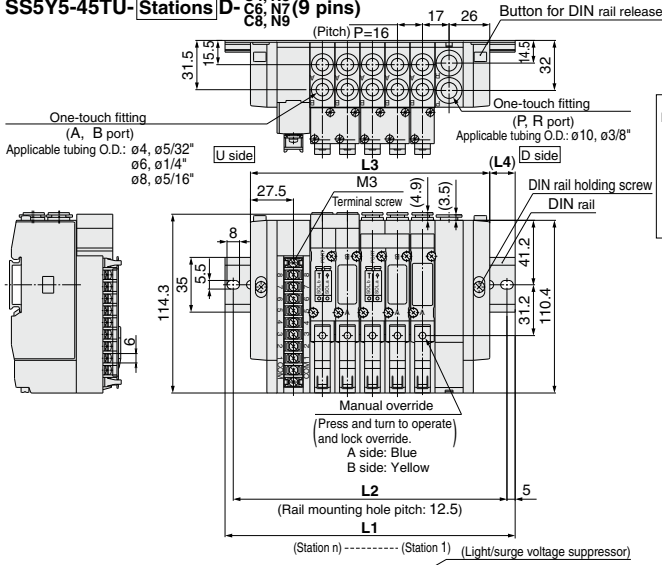 SS5Y5-45TU- Stations D- C6, N7 (9 pins)
C8, N9
(Pitch) P=16
17
26
Button for DIN rail release
31.5
15.5
14.5
32
One-touch fitting
(A, B port)
Applicable tubing O.D.: ø4, ø5/32"
ø6, ø1/4"
ø8, ø5/16"
One-touch fitting
(P, R port)
Applicable tubing O.D.: ø10, ø3/8"
U side
D side
L3
(L4)
27.5
M3
Terminal screw
(4.9)
(3.5)
DIN rail holding screw
DIN rail
8
5.5
35
114.3
41.2
31.2
110.4
6
Manual override
(Press and turn to operate
and lock override.)
A side: Blue
B side: Yellow
L2
5
(Rail mounting hole pitch: 12.5)
L1
(Station n) ---------- (Station 1)
(Light/surge voltage suppressor)